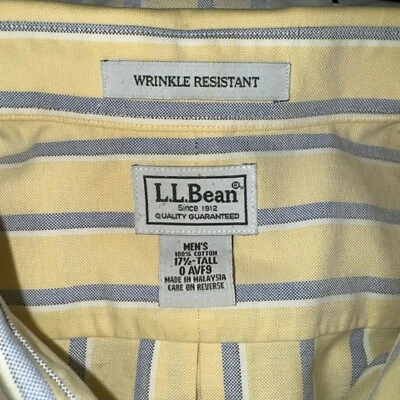 WRINKLE RESISTANT
L.L.Bean®
Since 1912
QUALITY GUARANTEED
MEN'S
100% COTTON
17½-TALL
0 AVF9
MADE IN MALAYSIA
CARE ON REVERSE